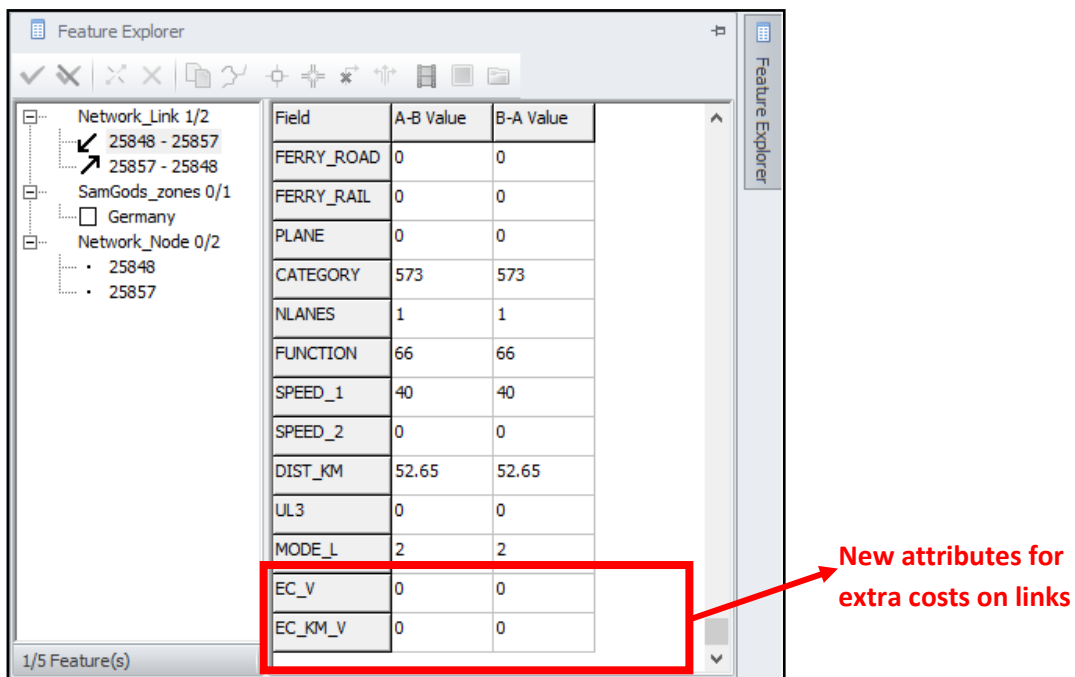 Feature Explorer
Feature Explorer
Network_Link 1/2
25848 - 25857
25857 - 25848
SamGods_zones 0/1
Germany
Network_Node 0/2
25848
25857
Field A-B Value B-A Value
FERRY_ROAD 0 0
FERRY_RAIL 0 0
PLANE 0 0
CATEGORY 573 573
NLANES 1 1
FUNCTION 66 66
SPEED_1 40 40
SPEED_2 0 0
DIST_KM 52.65 52.65
UL3 0 0
MODE_L 2 2
EC_V 0 0
EC_KM_V 0 0
1/5 Feature(s)
New attributes for
extra costs on links